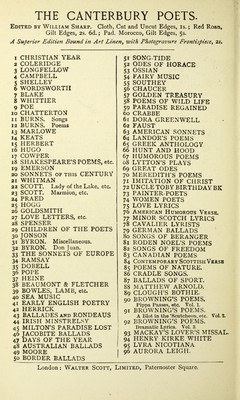 THE CANTERBURY POETS.
EDITED BY WILLIAM SHARP. Cloth, Cut and Uncut Edges, 1s.; Red Roan,
Gilt Edges, 2s. 6d.; Pad. Morocco, Gilt Edges, 5s.
A Superior Edition Bound in Art Linen, with Photogravure Frontispiece, 2s.
1 CHRISTIAN YEAR
2 COLERIDGE
3 LONGFELLOW
4 CAMPBELL
5 SHELLEY
6 WORDSWORTH
7 BLAKE
8 WHITTIER
9 POE
10 CHATTERTON
11 BURNS. Songs
12 BURNS. Poems
13 MARLOWE
14 KEATS
15 HERBERT
16 HUGO
17 COWPER
18 SHAKESPEARE'S POEMS, etc.
19 EMERSON
20 SONNETS OF THIS CENTURY
21 WHITMAN
22 SCOTT. Lady of the Lake, etc.
23 SCOTT. Marmion, etc.
24 PRAED
25 HOGG
26 GOLDSMITH
27 LOVE LETTERS, etc.
28 SPENSER
29 CHILDREN OF THE POETS
30 JONSON
31 BYRON. Miscellaneous.
32 BYRON. Don Juan.
33 THE SONNETS OF EUROPE
34 RAMSAY
35 DOBELL
36 POPE
37 HEINE
38 BEAUMONT & FLETCHER
39 BOWLES, LAMB, etc.
40 SEA MUSIC
41 EARLY ENGLISH POETRY
42 HERRICK
43 BALLADES AND RONDEAUS
44 IRISH MINSTRELSY
45 MILTON'S PARADISE LOST
46 JACOBITE BALLADS
47 DAYS OF THE YEAR
48 AUSTRALIAN BALLADS
49 MOORE
50 BORDER BALLADS
51 SONG-TIDE
52 ODES OF HORACE
53 OSSIAN
54 FAIRY MUSIC
55 SOUTHEY
56 CHAUCER
57 GOLDEN TREASURY
58 POEMS OF WILD LIFE
59 PARADISE REGAINED
60 CRABBE
61 DORA GREENWELL
62 FAUST
63 AMERICAN SONNETS
64 LANDOR'S POEMS
65 GREEK ANTHOLOGY
66 HUNT AND HOOD
67 HUMOROUS POEMS
68 LYTTON'S PLAYS
69 GREAT ODES
70 MEREDITH'S POEMS
71 IMITATION OF CHRIST
72 UNCLE TOBY BIRTHDAY BK
73 PAINTER-POETS
74 WOMEN POETS
75 LOVE LYRICS
76 AMERICAN HUMOROUS VERSE.
77 MINOR SCOTCH LYRICS
78 CAVALIER LYRISTS
79 GERMAN BALLADS
80 SONGS OF BERANGER
81 RODEN NOEL'S POEMS
82 SONGS OF FREEDOM
83 CANADIAN POEMS
84 CONTEMPORARY SCOTTISH VERSE
85 POEMS OF NATURE.
86 CRADLE SONGS.
87 BALLADS OF SPORT.
88 MATTHEW ARNOLD.
89 CLOUGH'S BOTHIE.
90 BROWNING'S POEMS.
Pippa Passes, etc. Vol. 1.
91 BROWNING'S POEMS.
A Blot in the 'Scutcheon, etc. Vol. 2.
92 BROWNING'S POEMS.
Dramatic Lyrics. Vol. 3.
93 MACKAY'S LOVER'S MISSAL.
94 HENRY KIRKE WHITE
95 LYRA NICOTIANA
96 AURORA LEIGH.
London: WALTER SCOTT, LIMITED, Paternoster Square.